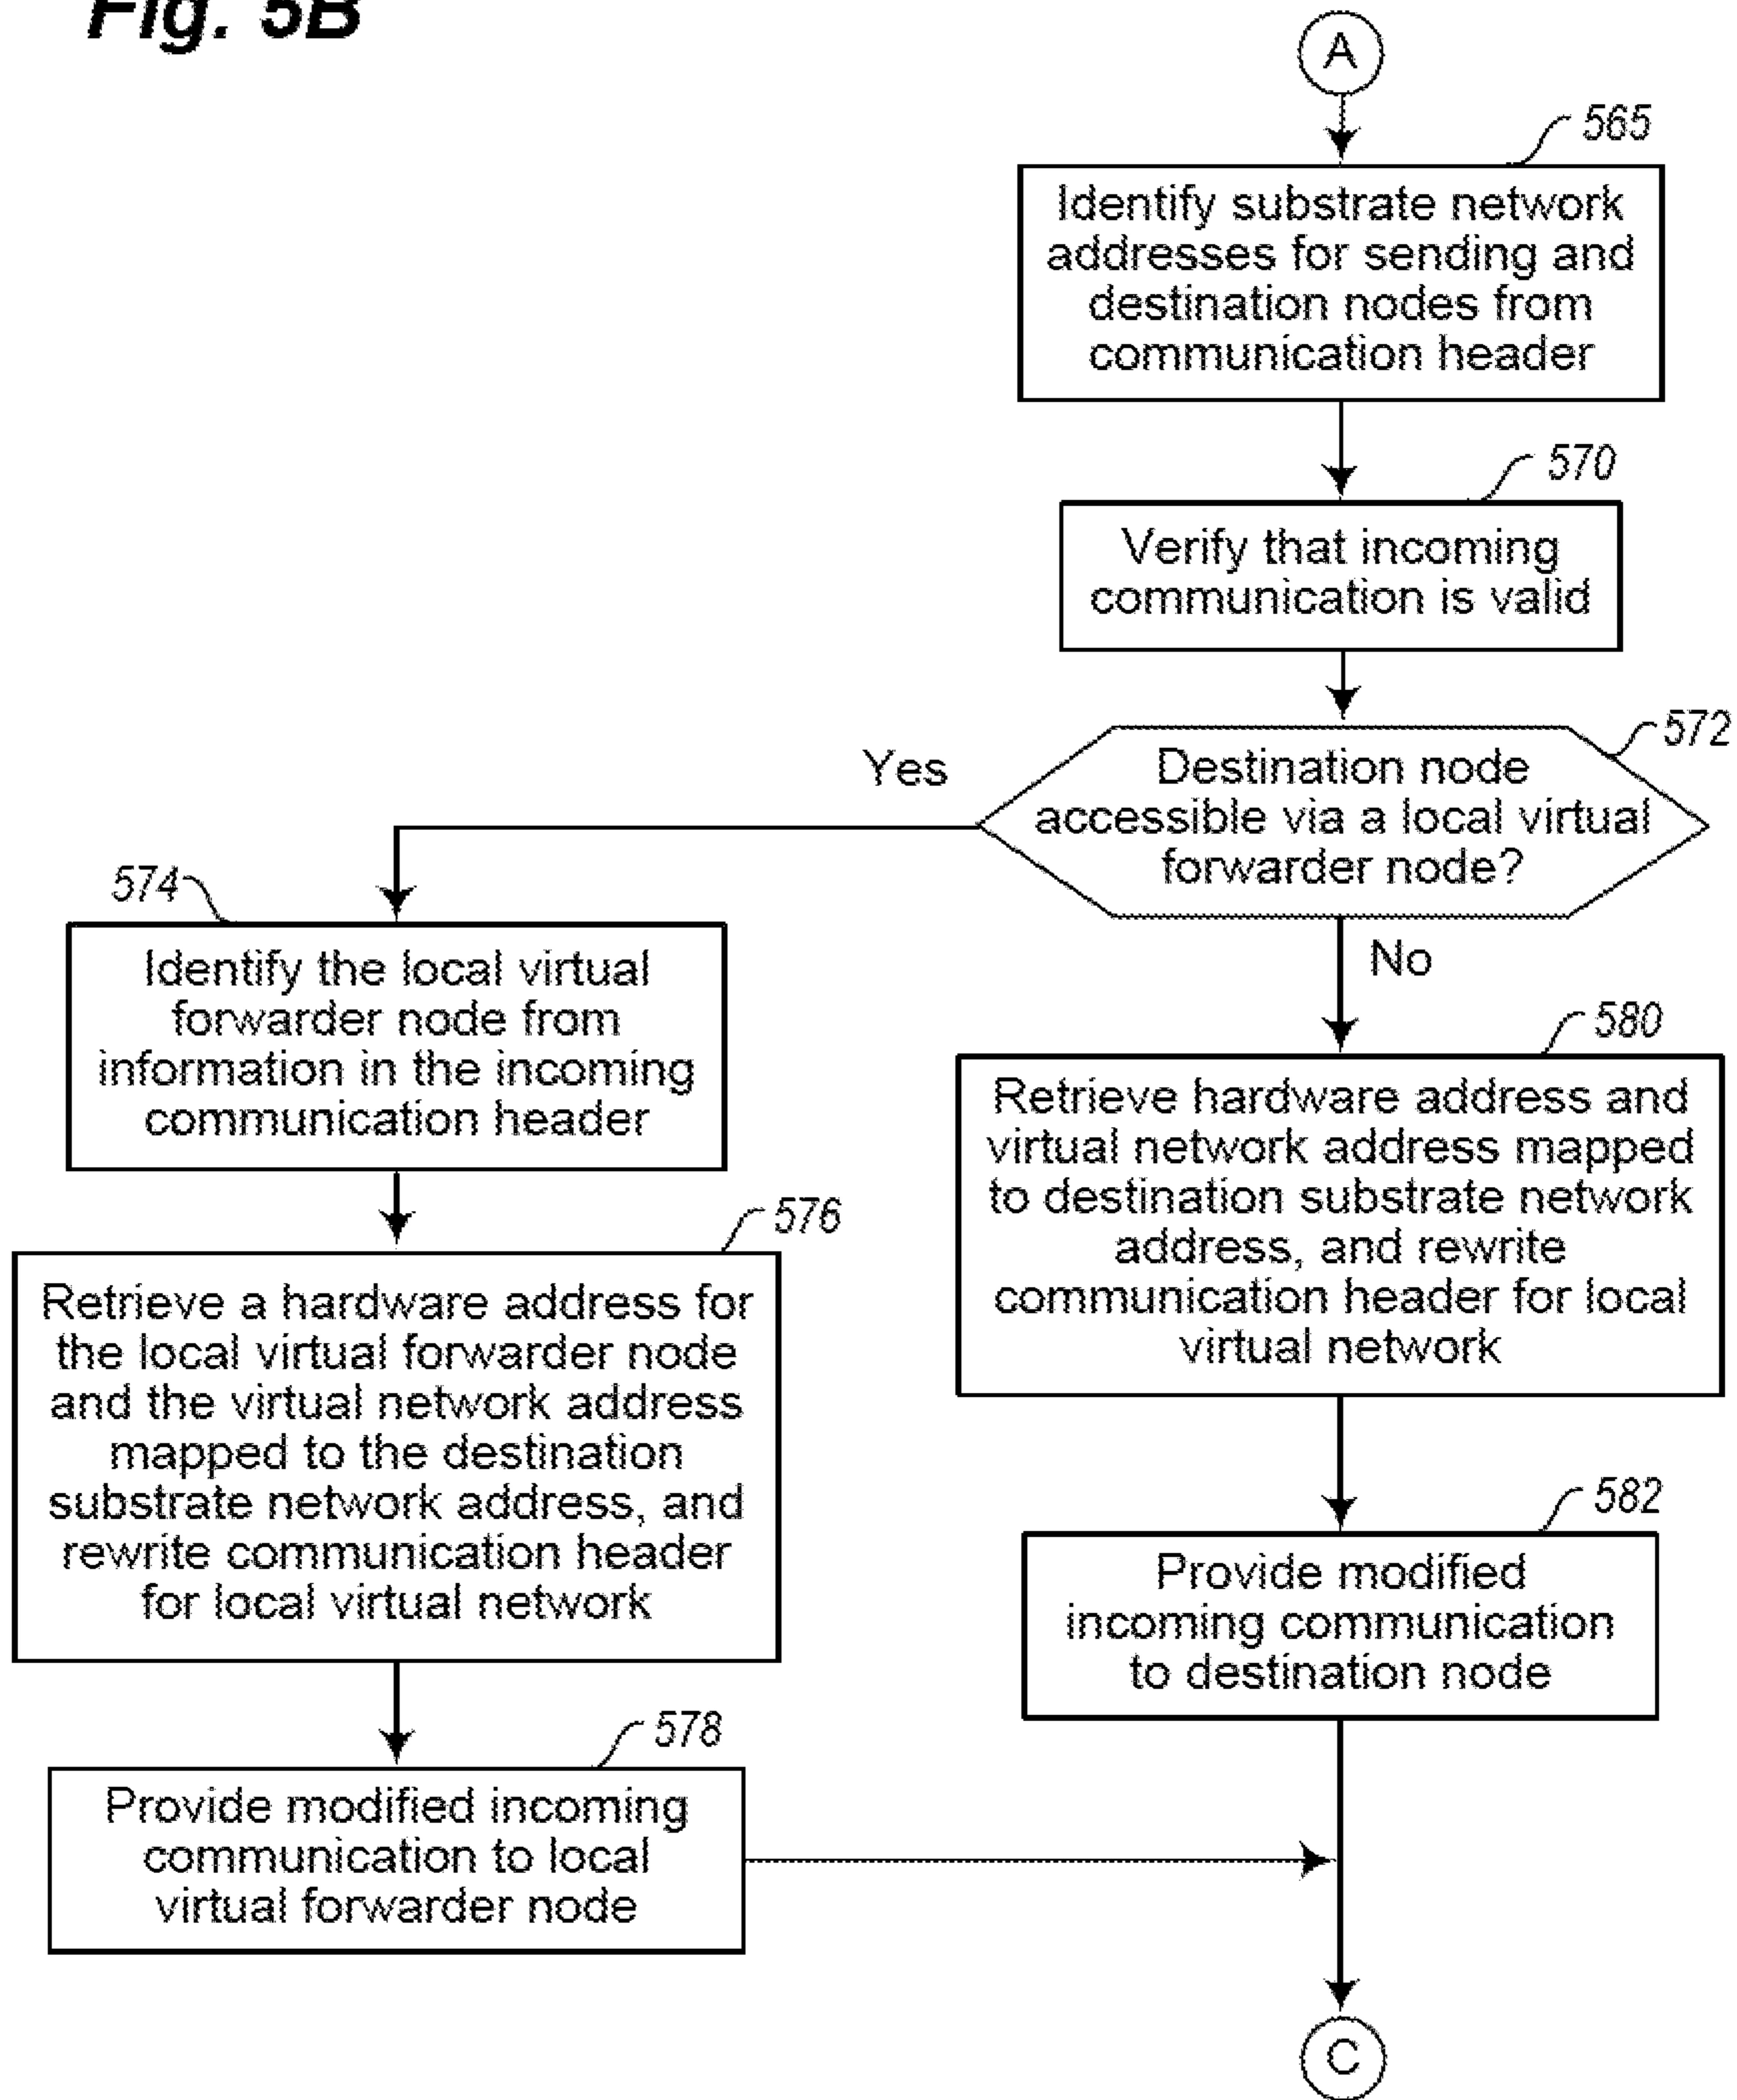 Fig. 5B
A
565
Identify substrate network
addresses for sending and
destination nodes from
communication header
570
Verify that incoming
communication is valid
572
Destination node
accessible via a local virtual
forwarder node?
Yes
No
574
Identify the local virtual
forwarder node from
information in the incoming
communication header
576
Retrieve a hardware address for
the local virtual forwarder node
and the virtual network address
mapped to the destination
substrate network address, and
rewrite communication header
for local virtual network
578
Provide modified incoming
communication to local
virtual forwarder node
580
Retrieve hardware address and
virtual network address mapped
to destination substrate network
address, and rewrite
communication header for local
virtual network
582
Provide modified
incoming communication
to destination node
C